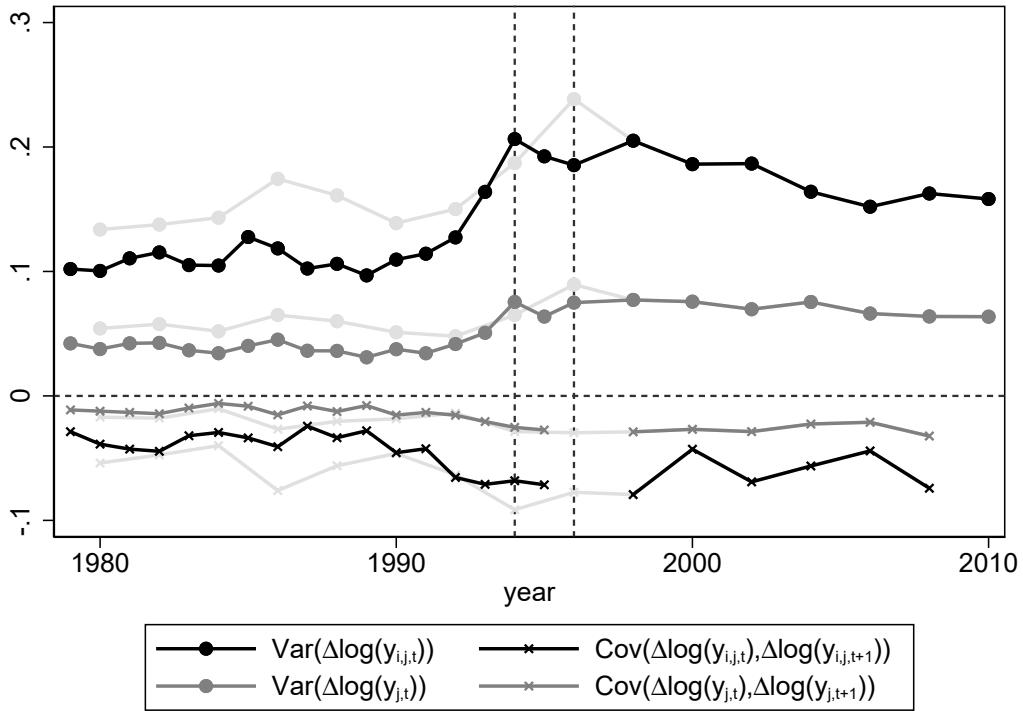 .3
.2
.1
0
-.1
1980 1990 2000 2010
year
Var(Δlog(yi,j,t)) Cov(Δlog(yi,j,t),Δlog(yi,j,t+1))
Var(Δlog(yj,t)) Cov(Δlog(yj,t),Δlog(yj,t+1))